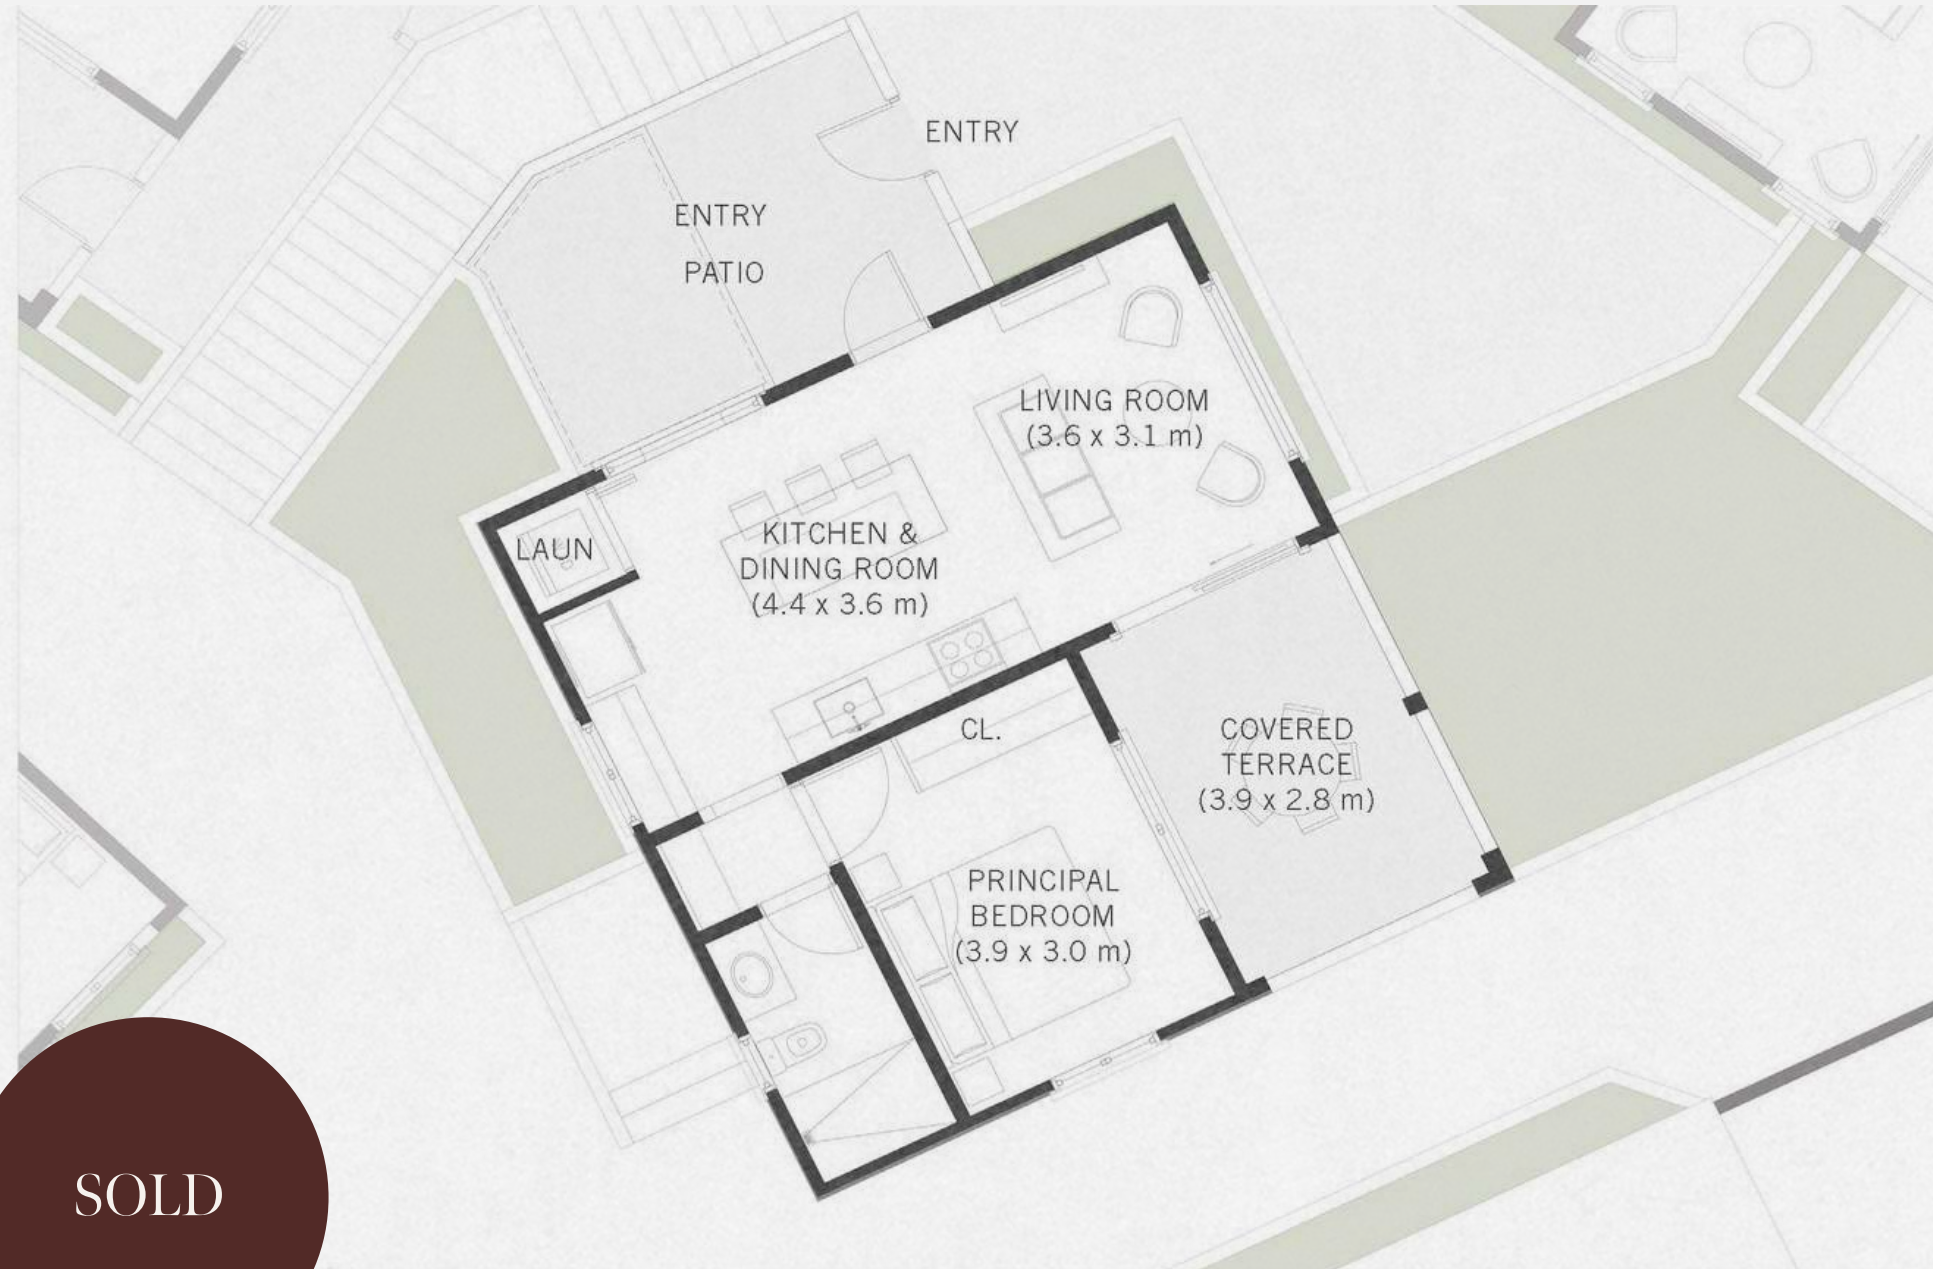 ENTRY
ENTRY
PATIO
LIVING ROOM
(3.6 x 3.1 m)
LAUN
KITCHEN &
DINING ROOM
(4.4 x 3.6 m)
CL.
COVERED
TERRACE
(3.9 x 2.8 m)
PRINCIPAL
BEDROOM
(3.9 x 3.0 m)
SOLD